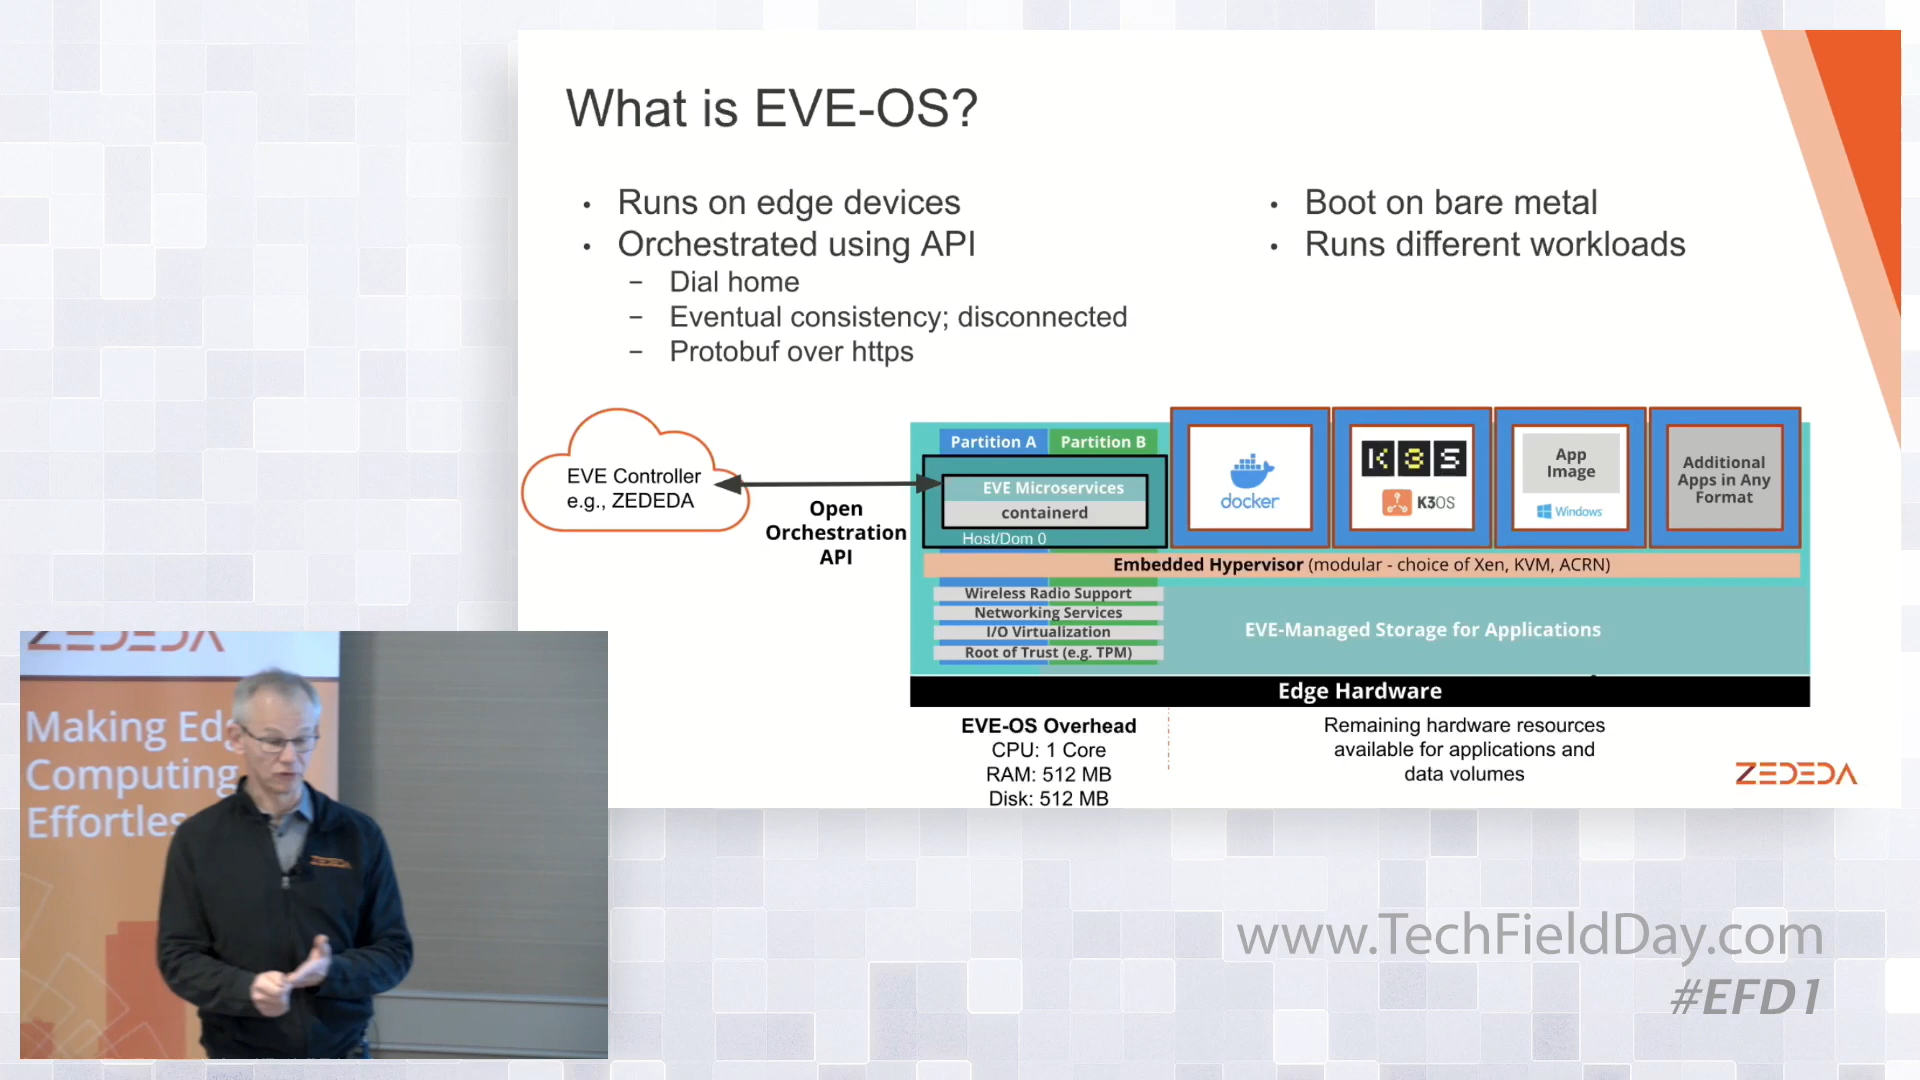 What is EVE-OS?
• Runs on edge devices
• Orchestrated using API
– Dial home
– Eventual consistency; disconnected
– Protobuf over https
• Boot on bare metal
• Runs different workloads
EVE Controller
e.g., ZEDEDA
Open
Orchestration
API
Partition A
Partition B
EVE Microservices
containerd
Host/Dom 0
docker
K3S
K3OS
App
Image
Windows
Additional
Apps in Any
Format
Embedded Hypervisor (modular - choice of Xen, KVM, ACRN)
Wireless Radio Support
Networking Services
I/O Virtualization
Root of Trust (e.g. TPM)
EVE-Managed Storage for Applications
Edge Hardware
EVE-OS Overhead
CPU: 1 Core
RAM: 512 MB
Disk: 512 MB
Remaining hardware resources
available for applications and
data volumes
ZEDEDA
ZEDEDA
Making Ed
Computing
Effortles
ZEDEDA
www.TechFieldDay.com
#EFD1